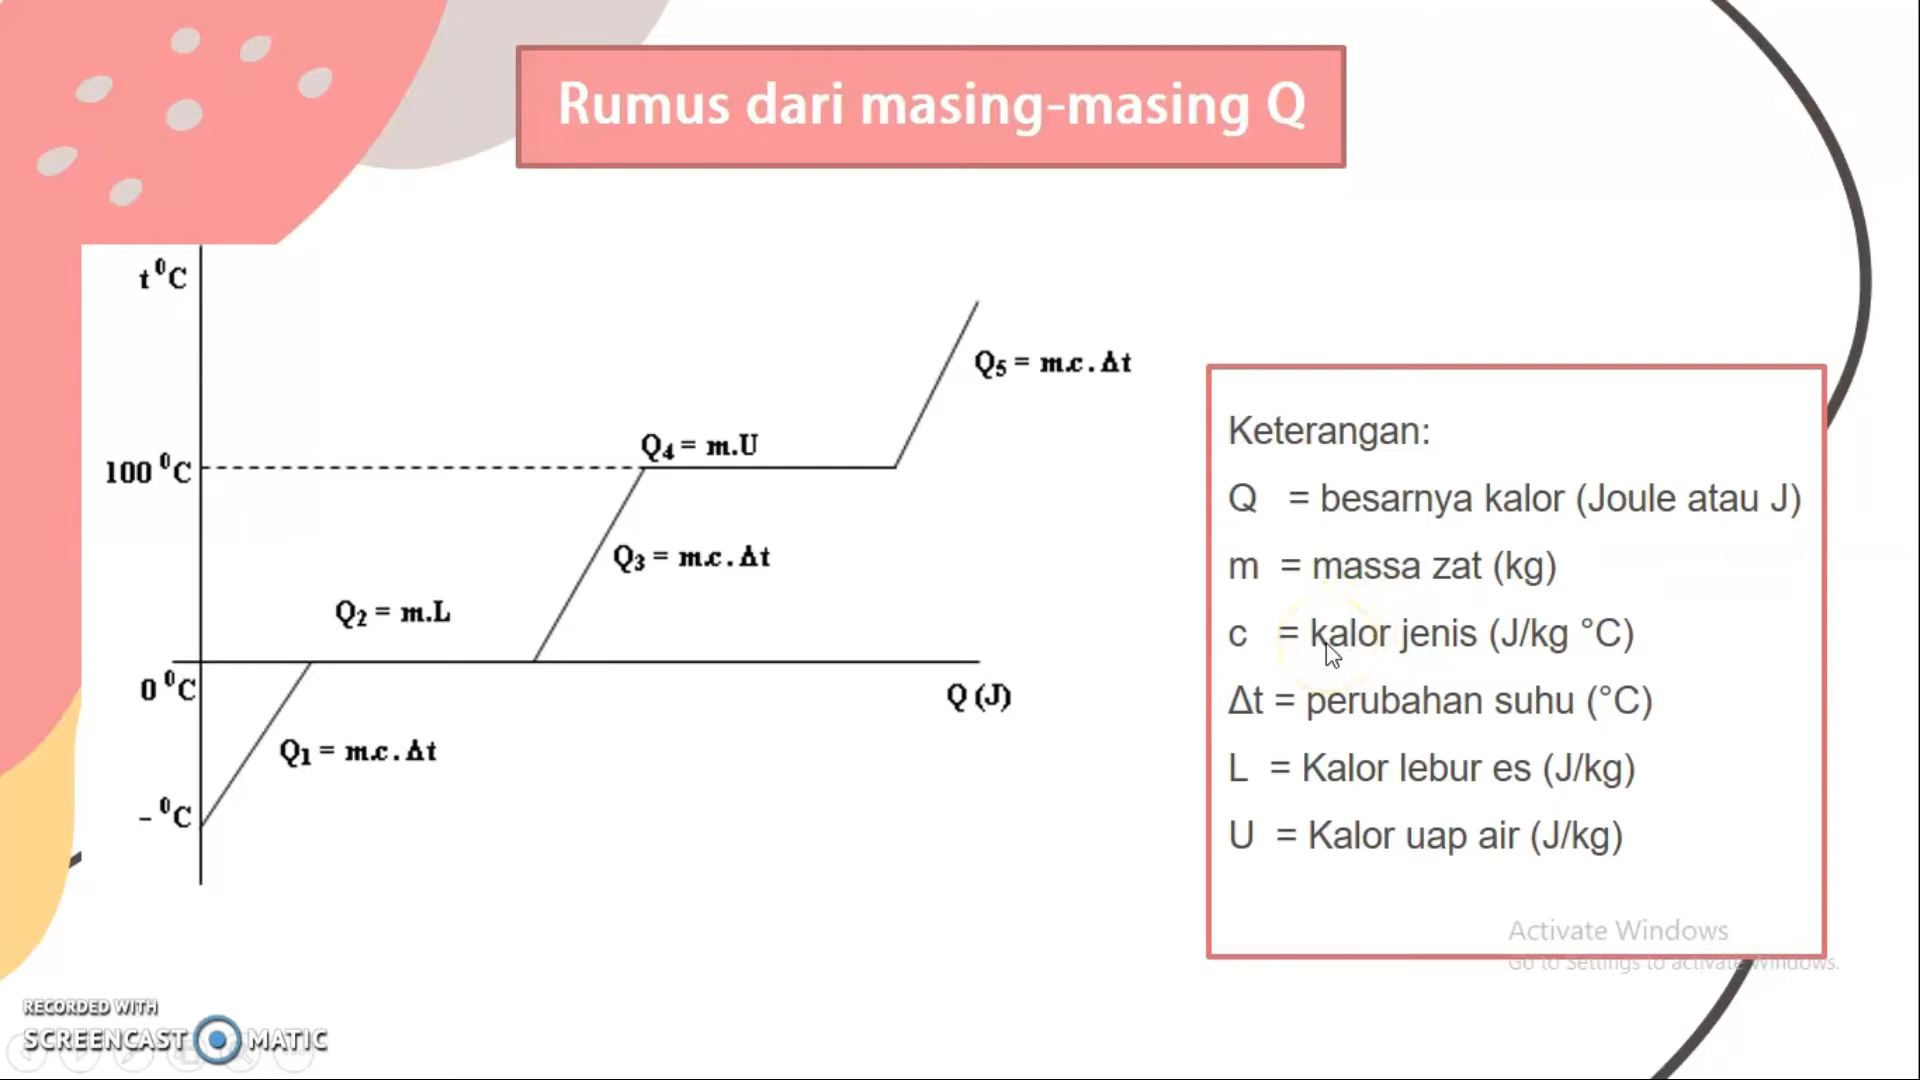 Rumus dari masing-masing Q
t⁰C
Q₅ = m.c.Δt
Q₄ = m.U
100 ⁰C
Q₃ = m.c.Δt
Q₂ = m.L
0 ⁰C
Q (J)
Q₁ = m.c.Δt
- ⁰C
Keterangan:
Q = besarnya kalor (Joule atau J)
m = massa zat (kg)
c = kalor jenis (J/kg °C)
Δt = perubahan suhu (°C)
L = Kalor lebur es (J/kg)
U = Kalor uap air (J/kg)
Activate Windows
Go to Settings to activate Windows.
RECORDED WITH
SCREENCAST MATIC